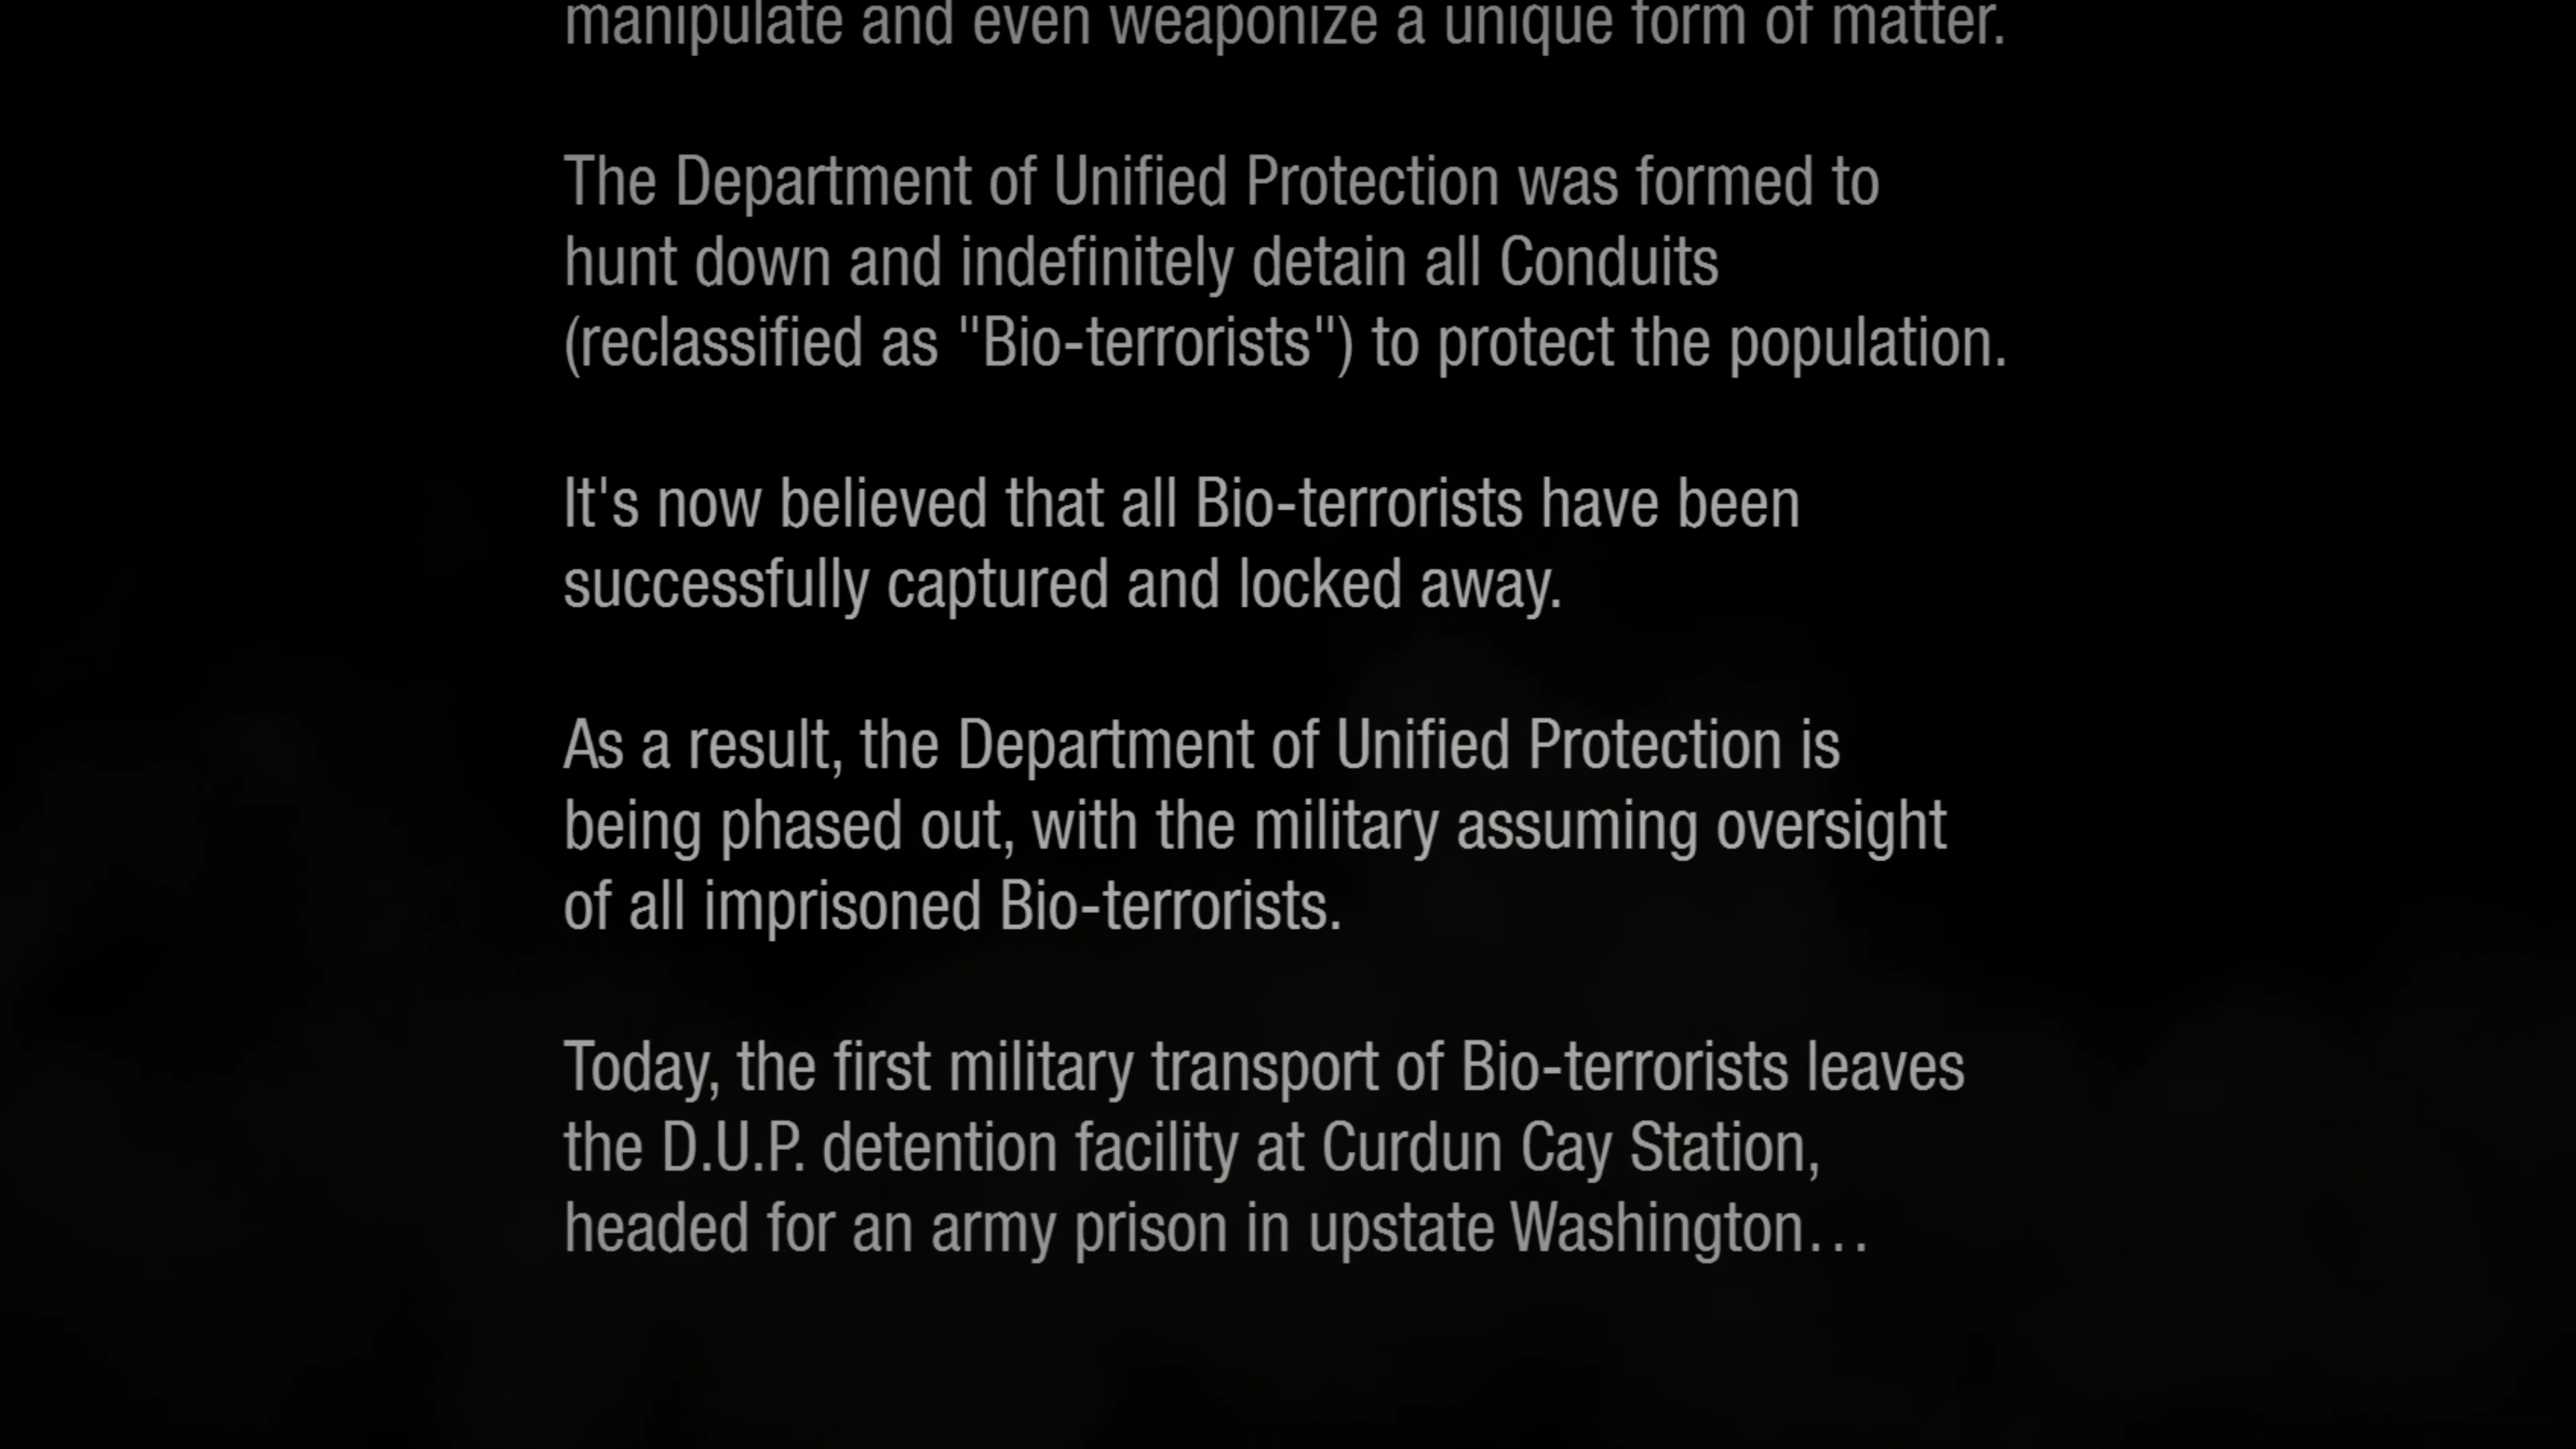 manipulate and even weaponize a unique form of matter.
The Department of Unified Protection was formed to
hunt down and indefinitely detain all Conduits
(reclassified as "Bio-terrorists") to protect the population.
It's now believed that all Bio-terrorists have been
successfully captured and locked away.
As a result, the Department of Unified Protection is
being phased out, with the military assuming oversight
of all imprisoned Bio-terrorists.
Today, the first military transport of Bio-terrorists leaves
the D.U.P. detention facility at Curdun Cay Station,
headed for an army prison in upstate Washington…